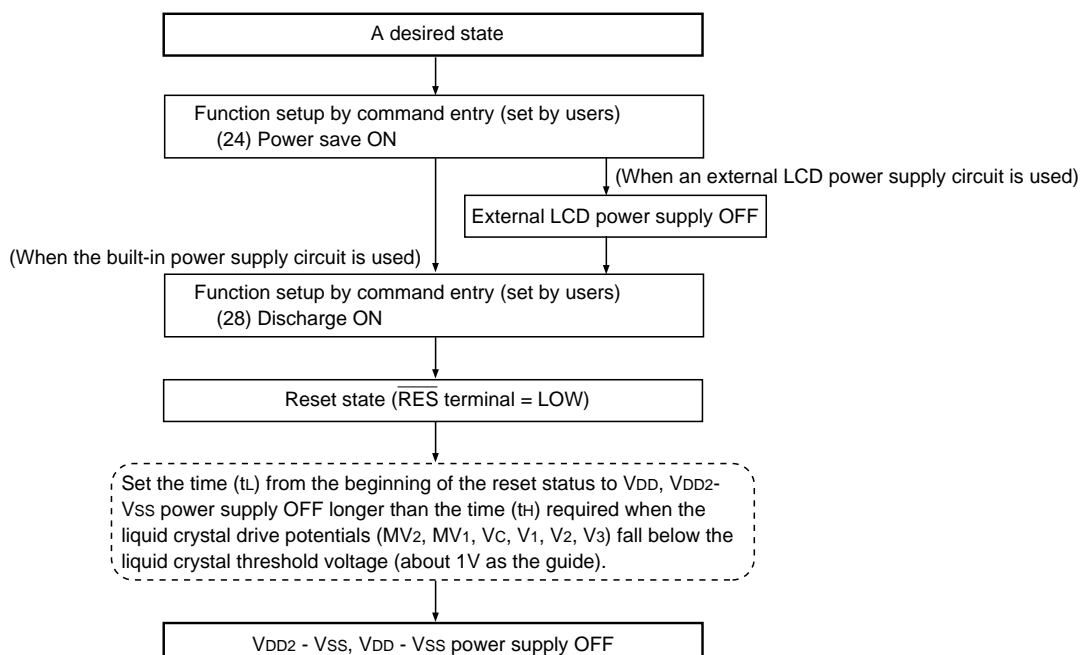 A desired state
Function setup by command entry (set by users)
(24) Power save ON
(When an external LCD power supply circuit is used)
External LCD power supply OFF
(When the built-in power supply circuit is used)
Function setup by command entry (set by users)
(28) Discharge ON
Reset state (R̅E̅S̅ terminal = LOW)
Set the time (tL) from the beginning of the reset status to VDD, VDD2-
VSS power supply OFF longer than the time (tH) required when the
liquid crystal drive potentials (MV2, MV1, VC, V1, V2, V3) fall below the
liquid crystal threshold voltage (about 1V as the guide).
VDD2 - VSS, VDD - VSS power supply OFF